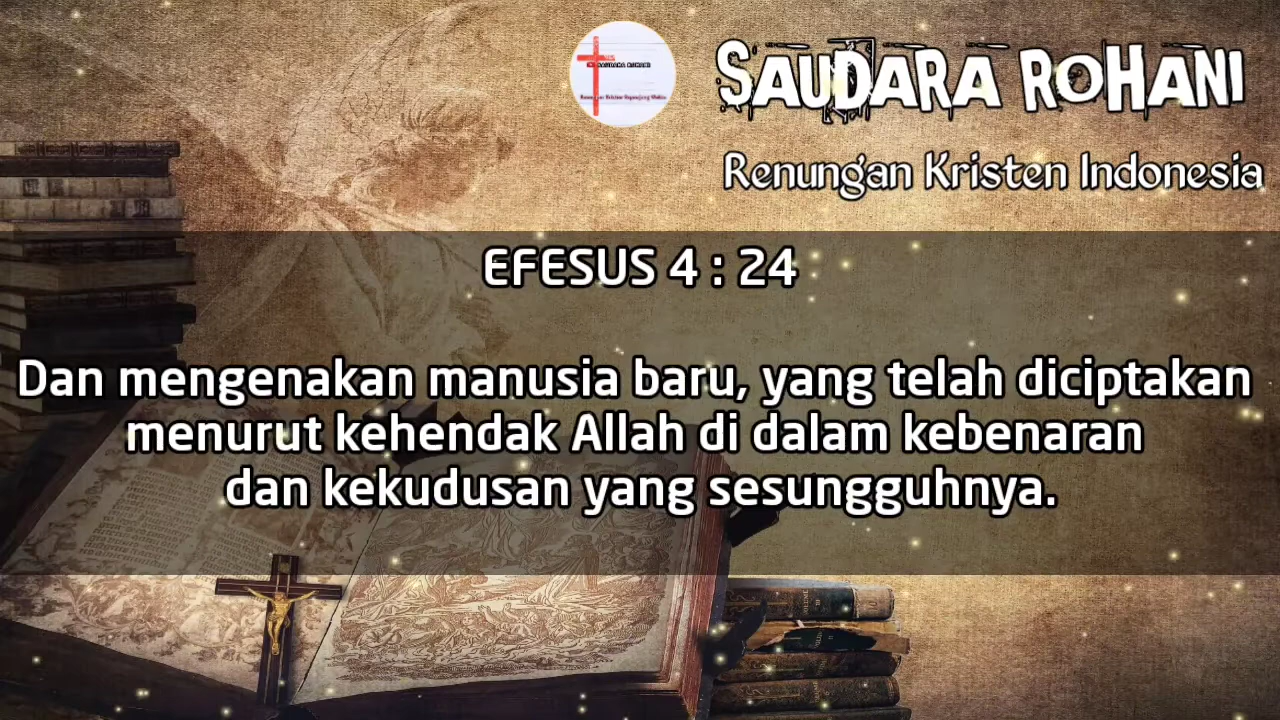 SAUDARA ROHANI
Renungan Kristen Indonesia
EFESUS 4 : 24
Dan mengenakan manusia baru, yang telah diciptakan
menurut kehendak Allah di dalam kebenaran
dan kekudusan yang sesungguhnya.